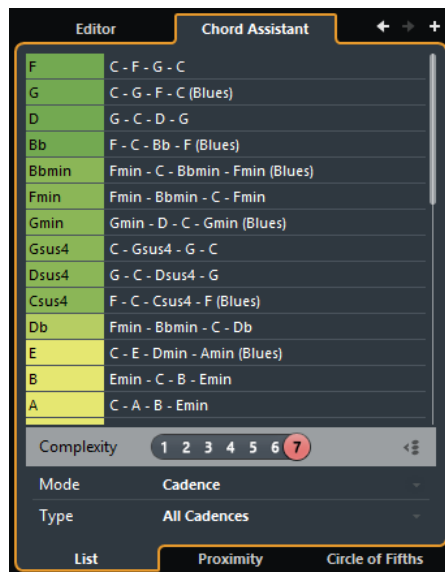 Editor Chord Assistant
F C - F - G - C
G C - G - F - C (Blues)
D G - C - D - G
Bb F - C - Bb - F (Blues)
Bbmin Fmin - C - Bbmin - Fmin (Blues)
Fmin Fmin - Bbmin - C - Fmin
Gmin Gmin - D - C - Gmin (Blues)
Gsus4 C - Gsus4 - G - C
Dsus4 G - C - Dsus4 - G
Csus4 F - C - Csus4 - F (Blues)
Db Fmin - Bbmin - C - Db
E C - E - Dmin - Amin (Blues)
B Emin - C - B - Emin
A C - A - B - Emin
Complexity 1 2 3 4 5 6 7
Mode Cadence
Type All Cadences
List Proximity Circle of Fifths